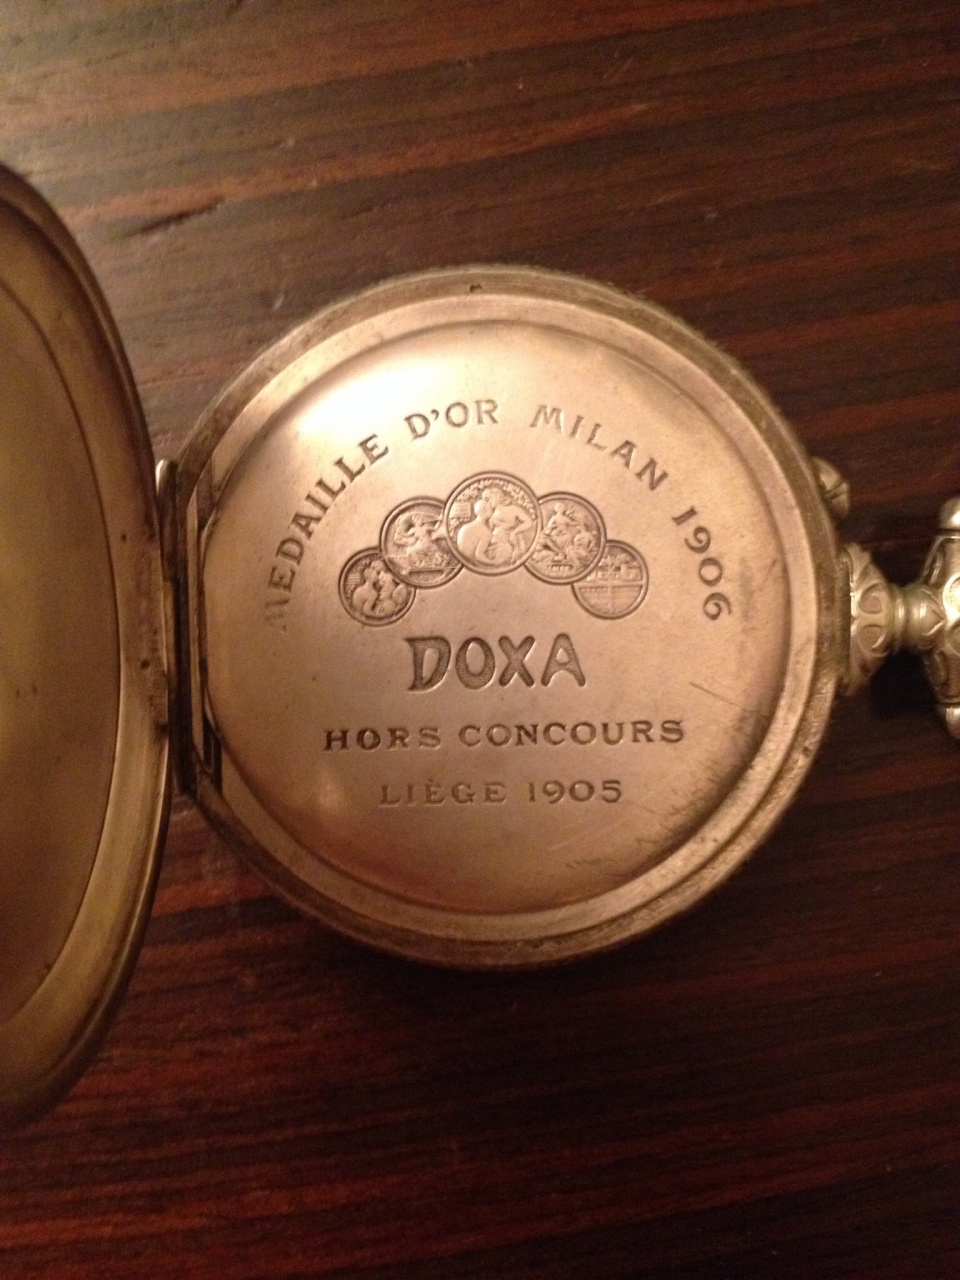 MEDAILLE D'OR MILAN 1906
DOXA
HORS CONCOURS
LIÈGE 1905